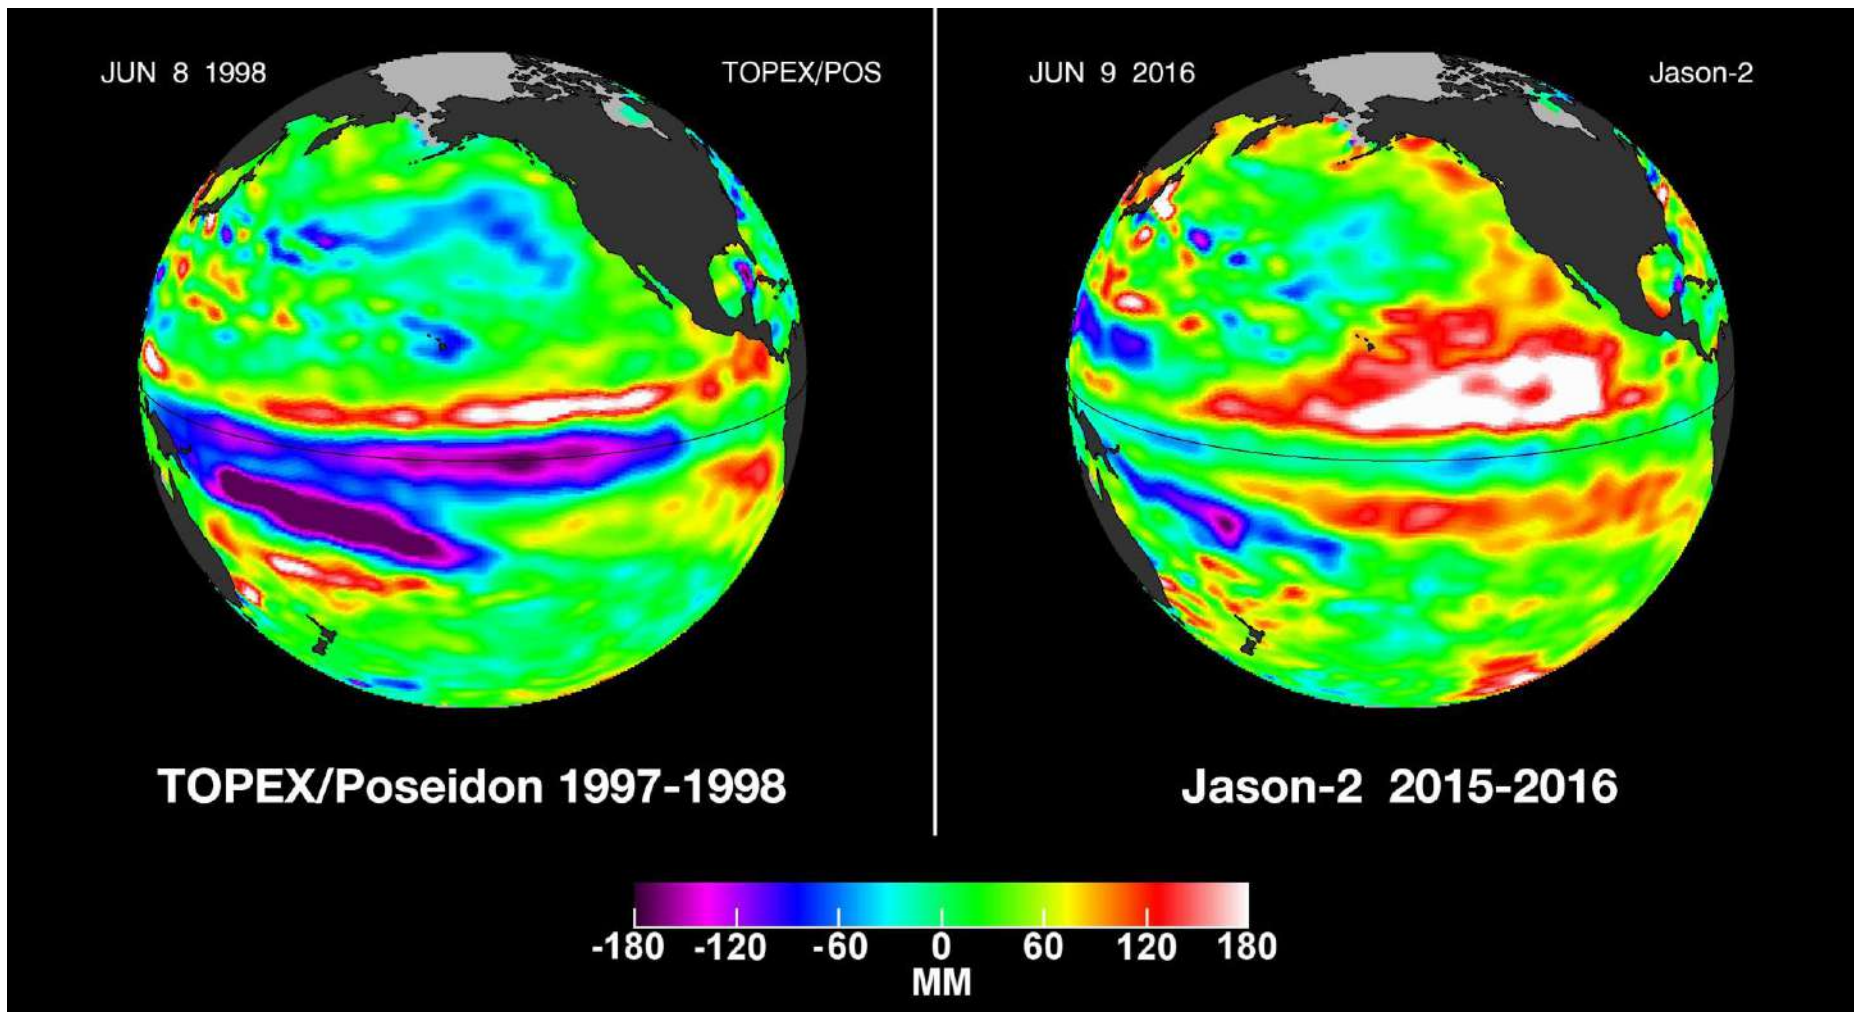 JUN 8 1998
TOPEX/POS
JUN 9 2016
Jason-2
TOPEX/Poseidon 1997-1998
Jason-2 2015-2016
-180 -120 -60 0 60 120 180
MM